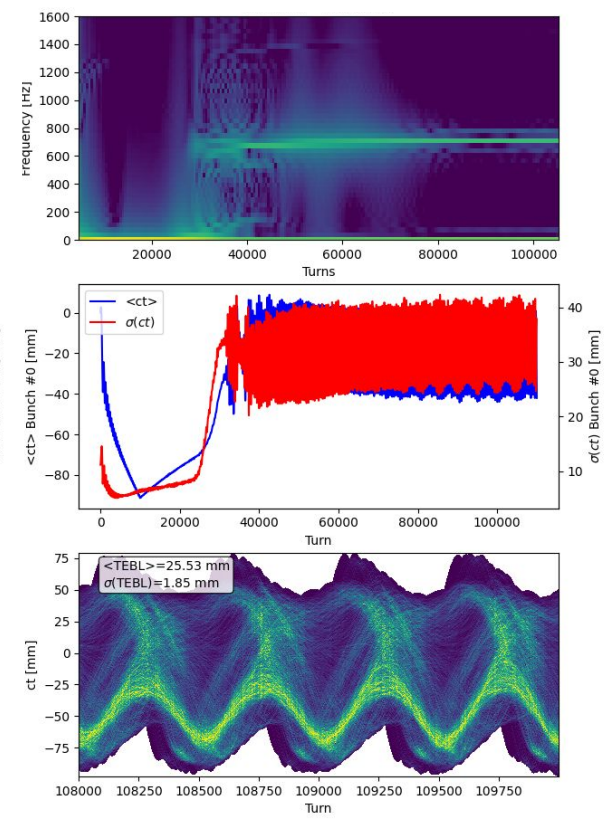 1600
1400
1200
1000
800
600
400
200
0
Frequency [Hz]
20000 40000 60000 80000 100000
Turns
<ct>
σ(ct)
0
−20
−40
−60
−80
<ct> Bunch #0 [mm]
40
30
20
10
σ(ct) Bunch #0 [mm]
0 20000 40000 60000 80000 100000
Turn
<TEBL>=25.53 mm
σ(TEBL)=1.85 mm
75
50
25
0
−25
−50
−75
ct [mm]
108000 108250 108500 108750 109000 109250 109500 109750
Turn